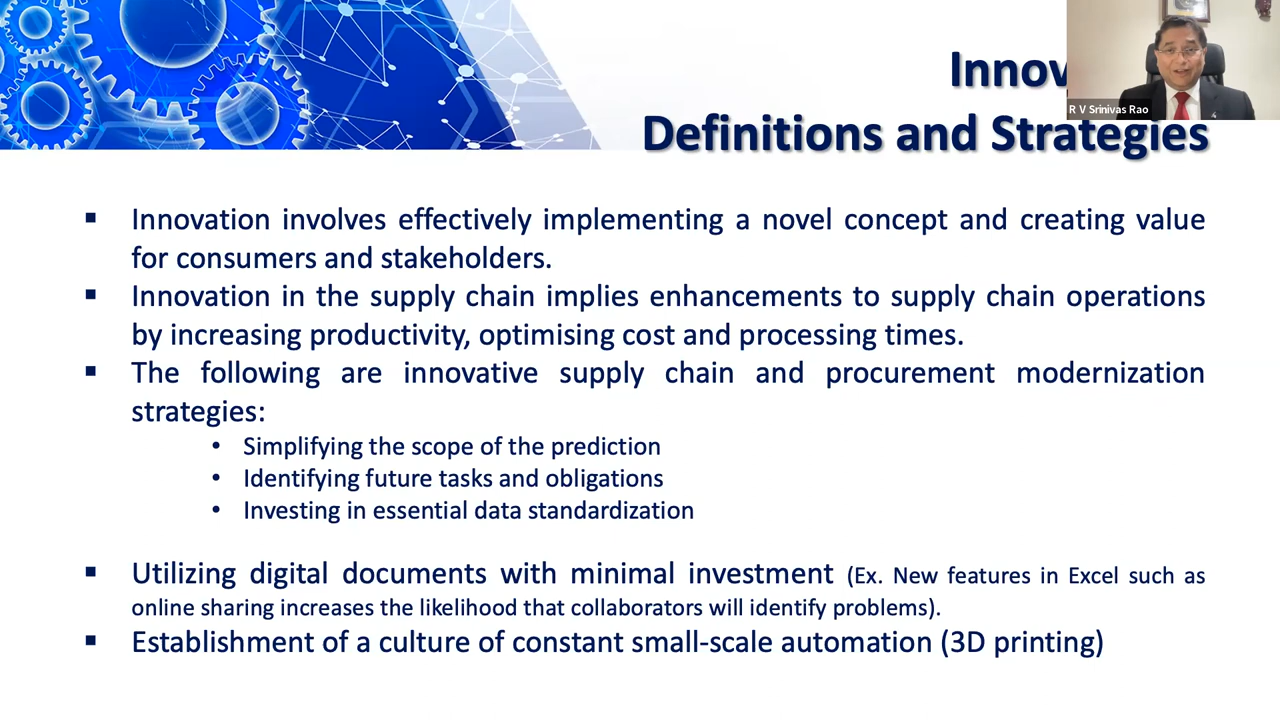 Definitions and Strategies
R V Srinivas Rao
▪ Innovation involves effectively implementing a novel concept and creating value
for consumers and stakeholders.
▪ Innovation in the supply chain implies enhancements to supply chain operations
by increasing productivity, optimising cost and processing times.
▪ The following are innovative supply chain and procurement modernization
strategies:
• Simplifying the scope of the prediction
• Identifying future tasks and obligations
• Investing in essential data standardization
▪ Utilizing digital documents with minimal investment (Ex. New features in Excel such as
online sharing increases the likelihood that collaborators will identify problems).
▪ Establishment of a culture of constant small-scale automation (3D printing)